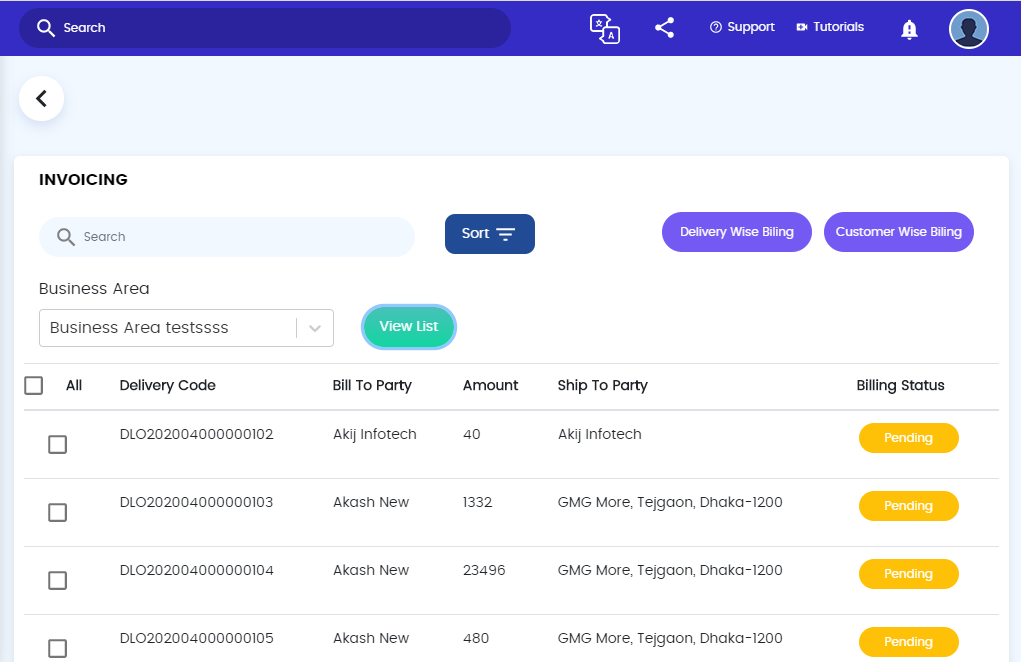 Search
文
A
Support
Tutorials
INVOICING
Search
Sort
Delivery Wise Biling
Customer Wise Biling
Business Area
Business Area testssss
View List
All Delivery Code Bill To Party Amount Ship To Party Billing Status
DLO202004000000102 Akij Infotech 40 Akij Infotech Pending
DLO202004000000103 Akash New 1332 GMG More, Tejgaon, Dhaka-1200 Pending
DLO202004000000104 Akash New 23496 GMG More, Tejgaon, Dhaka-1200 Pending
DLO202004000000105 Akash New 480 GMG More, Tejgaon, Dhaka-1200 Pending